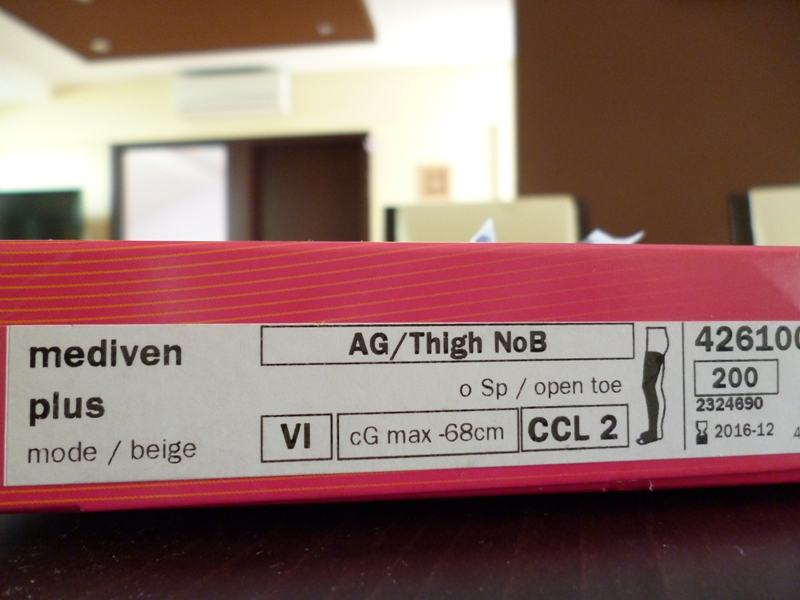 mediven
plus
mode / beige
AG/Thigh NoB
o Sp / open toe
VI
cG max -68cm
CCL 2
426100
200
2324690
2016-12